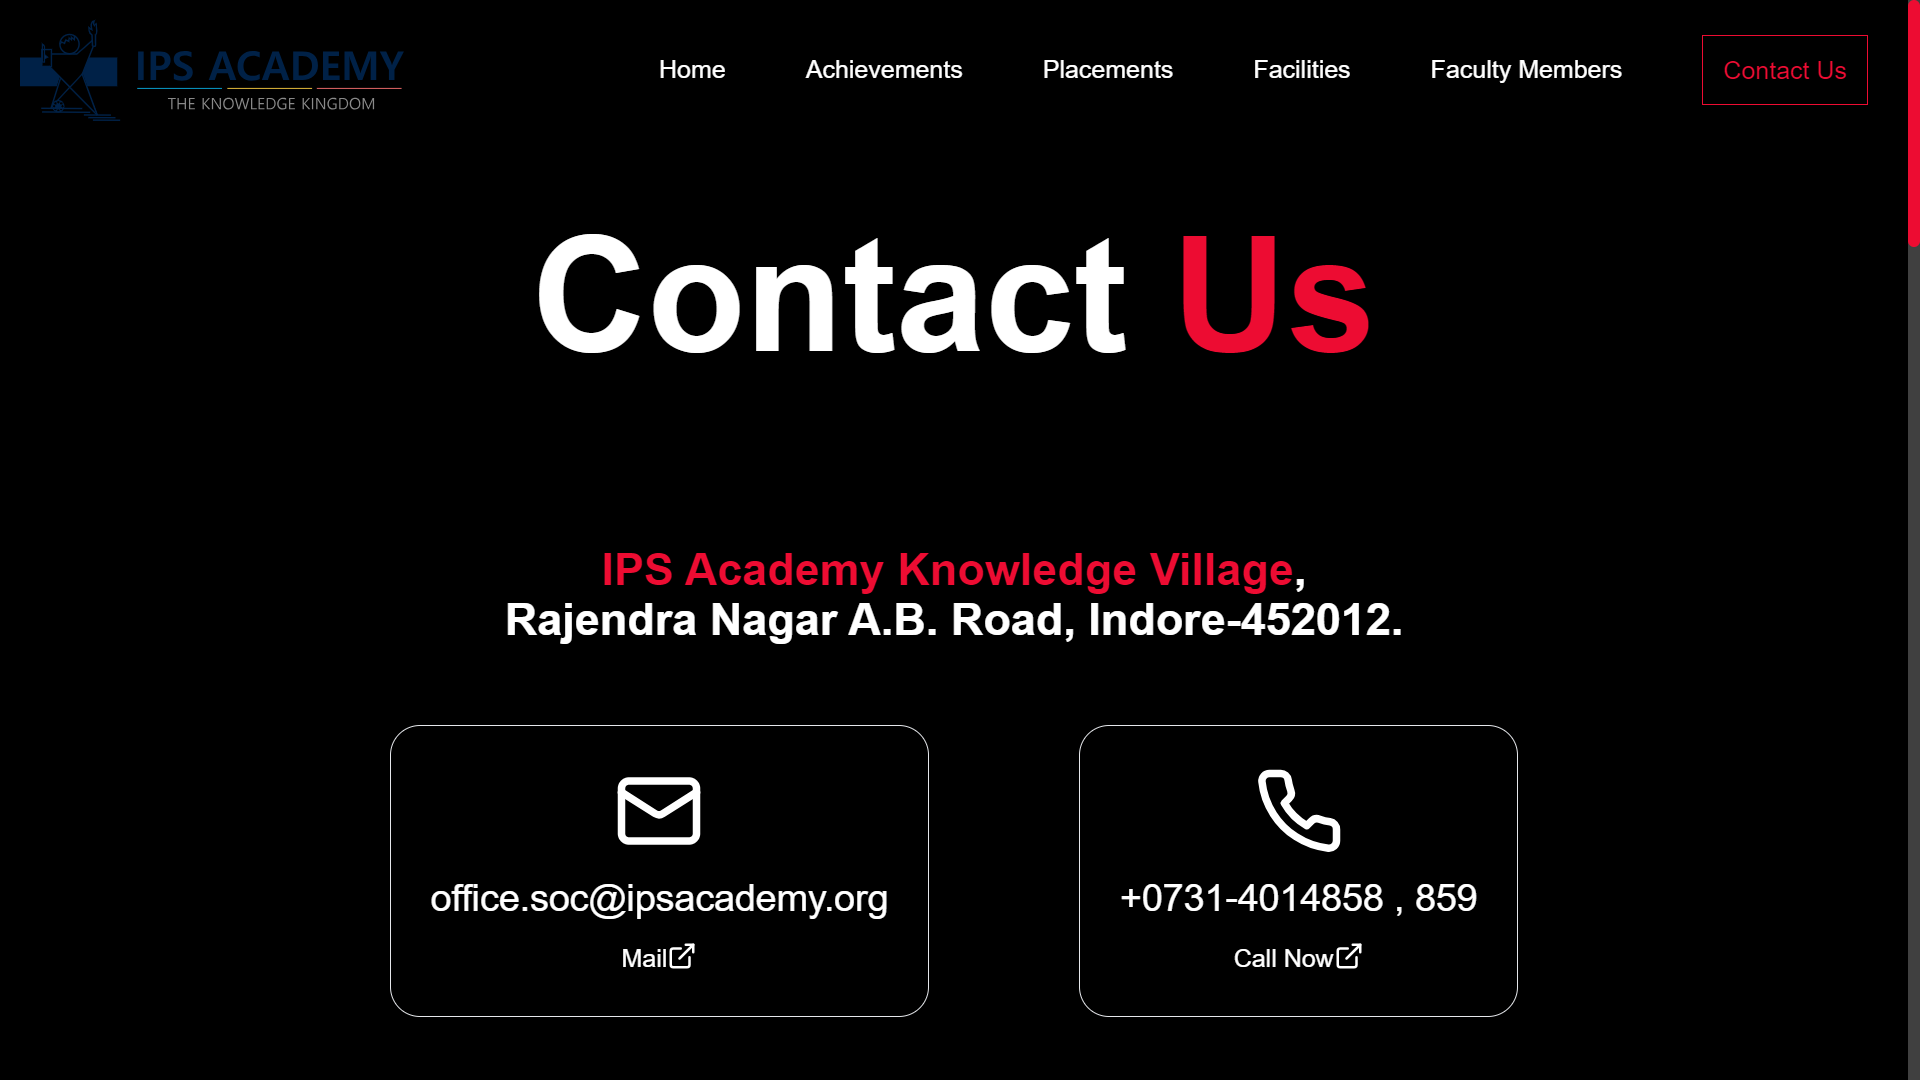 IPS ACADEMY
THE KNOWLEDGE KINGDOM
Home
Achievements
Placements
Facilities
Faculty Members
Contact Us
Contact Us
IPS Academy Knowledge Village,
Rajendra Nagar A.B. Road, Indore-452012.
office.soc@ipsacademy.org
Mail
+0731-4014858 , 859
Call Now